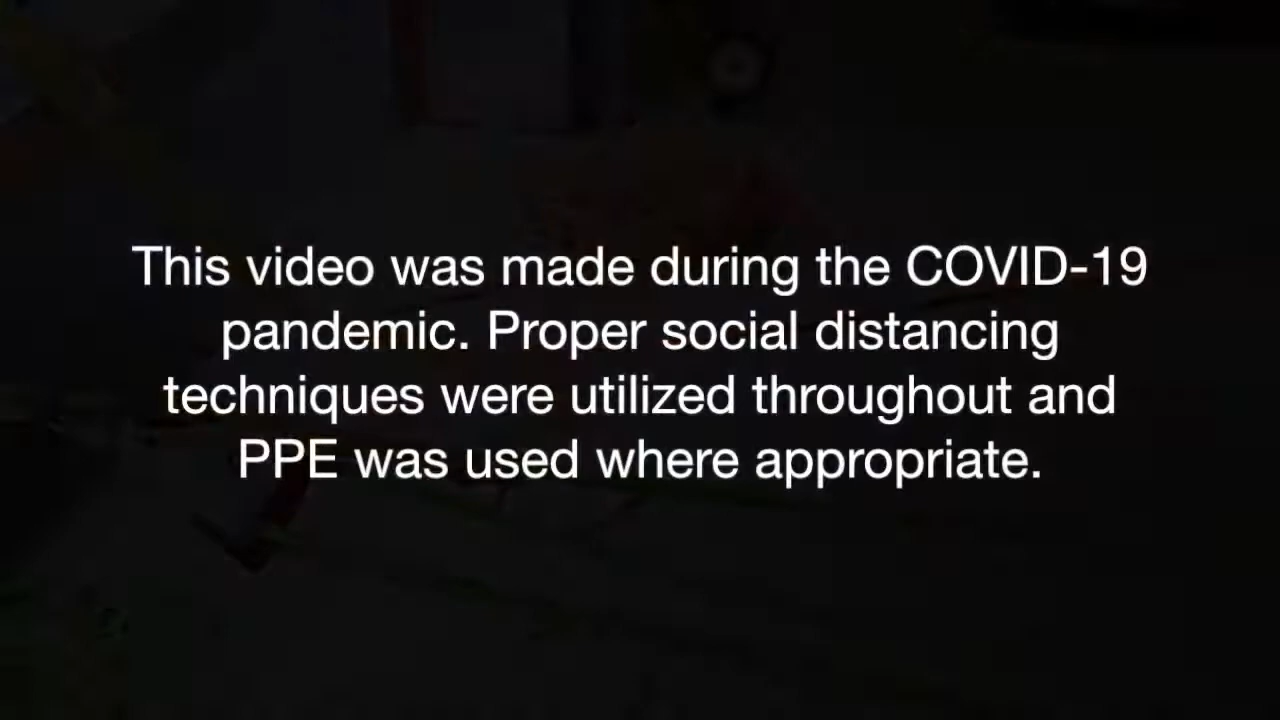 This video was made during the COVID-19
pandemic. Proper social distancing
techniques were utilized throughout and
PPE was used where appropriate.